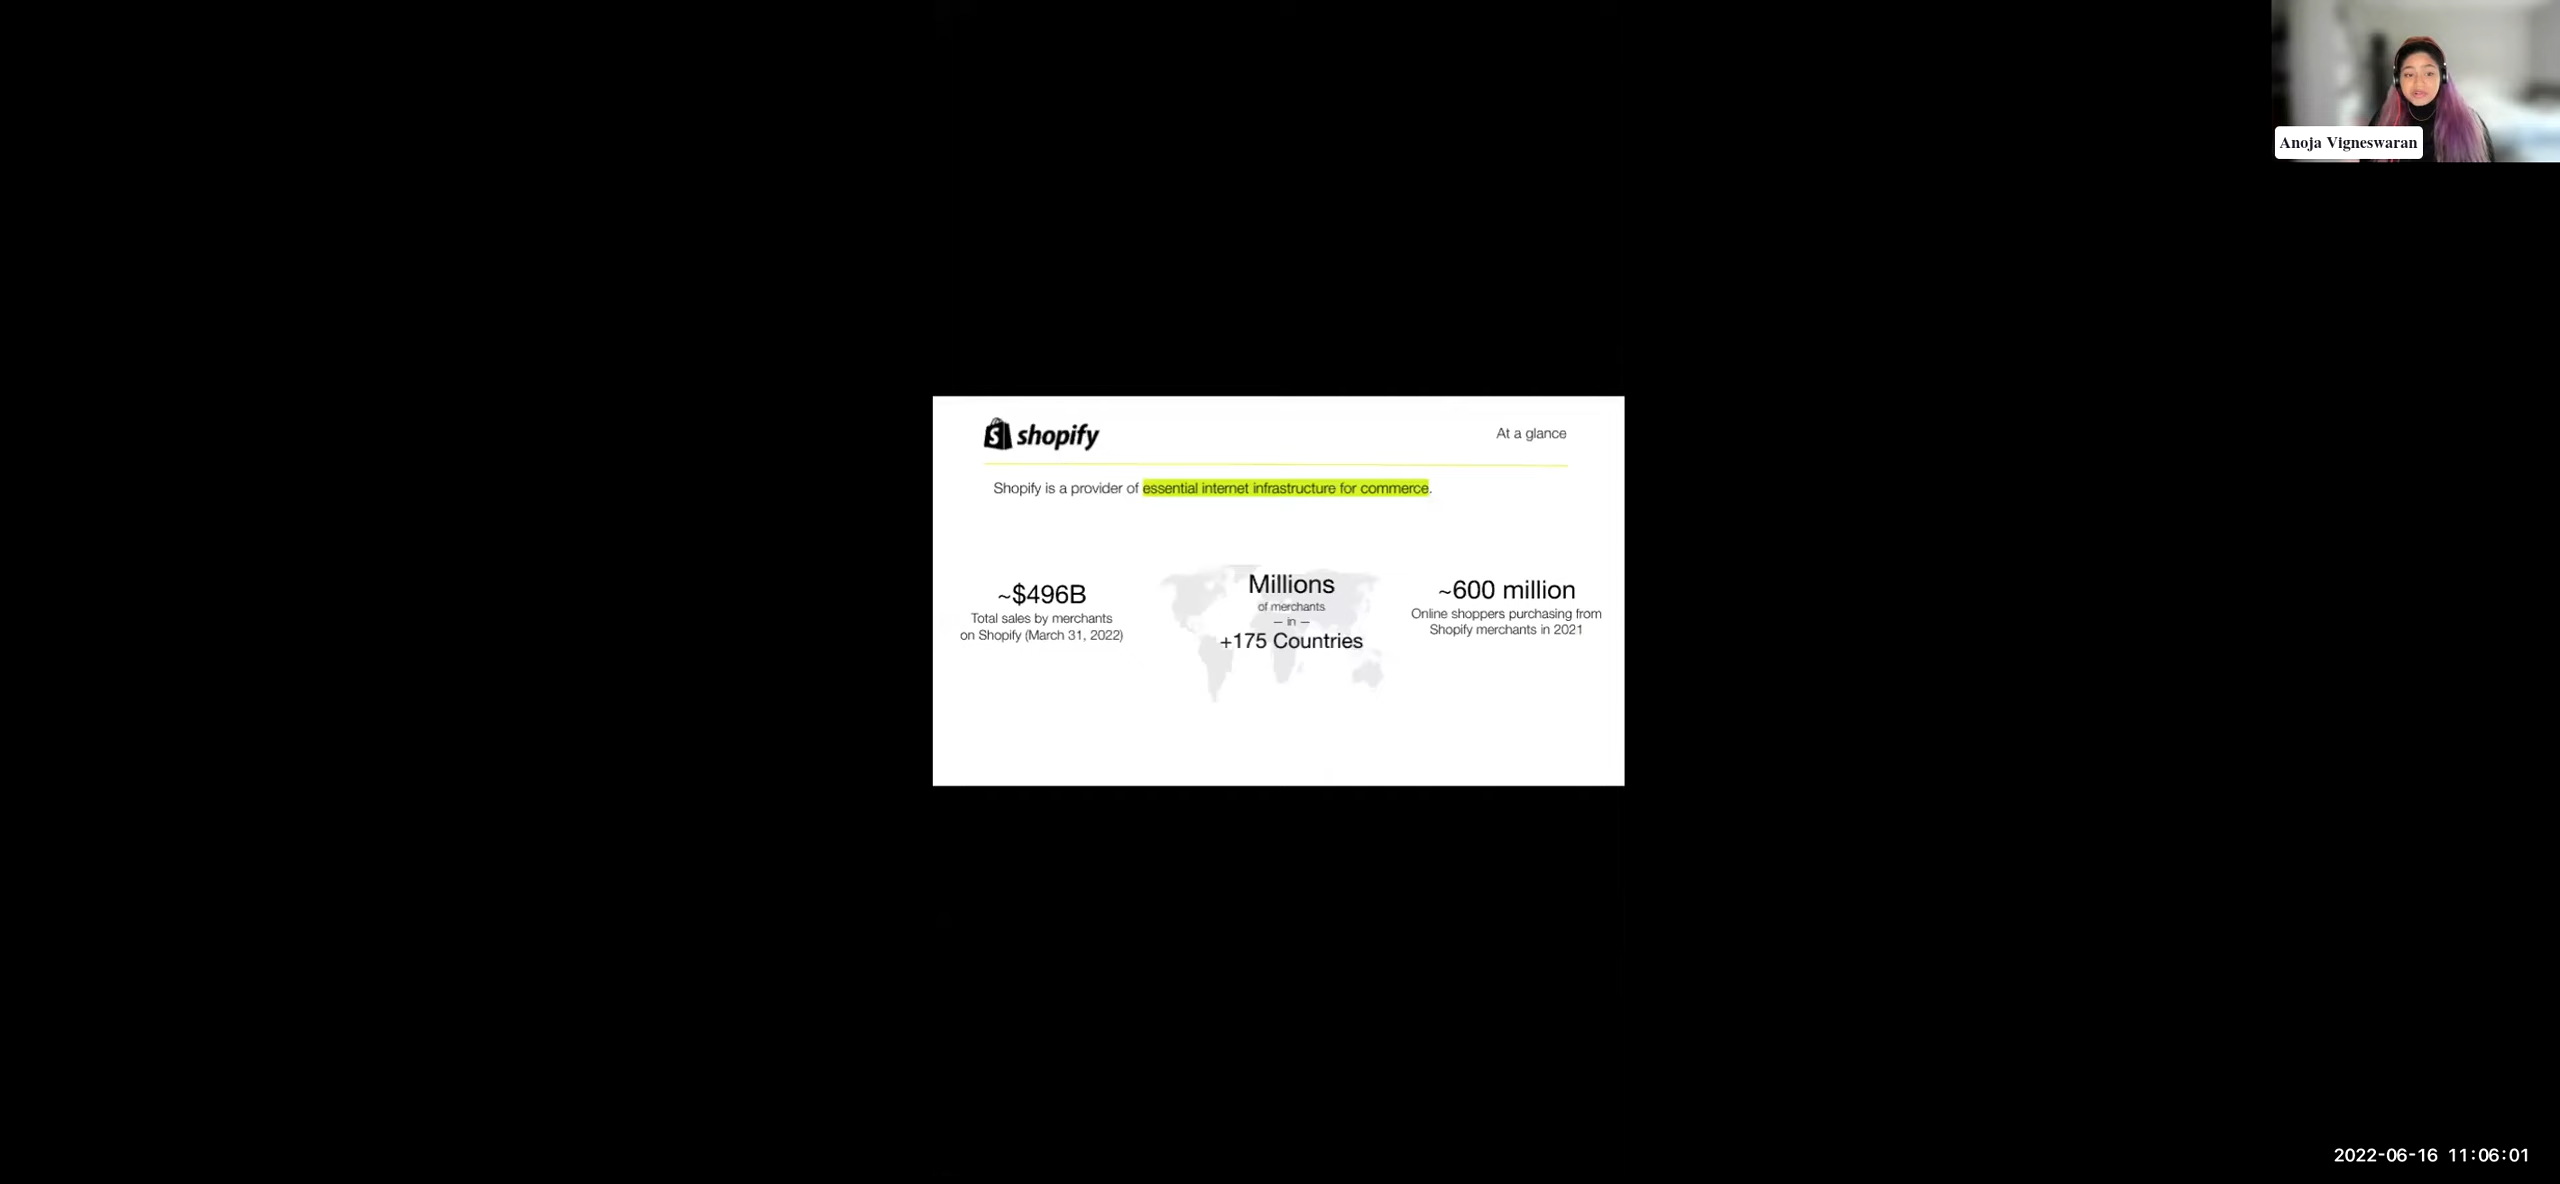 shopify
At a glance
Shopify is a provider of essential internet infrastructure for commerce.
~$496B
Total sales by merchants
on Shopify (March 31, 2022)
Millions
of merchants
— in —
+175 Countries
~600 million
Online shoppers purchasing from
Shopify merchants in 2021
Anoja Vigneswaran
2022-06-16 11:06:01